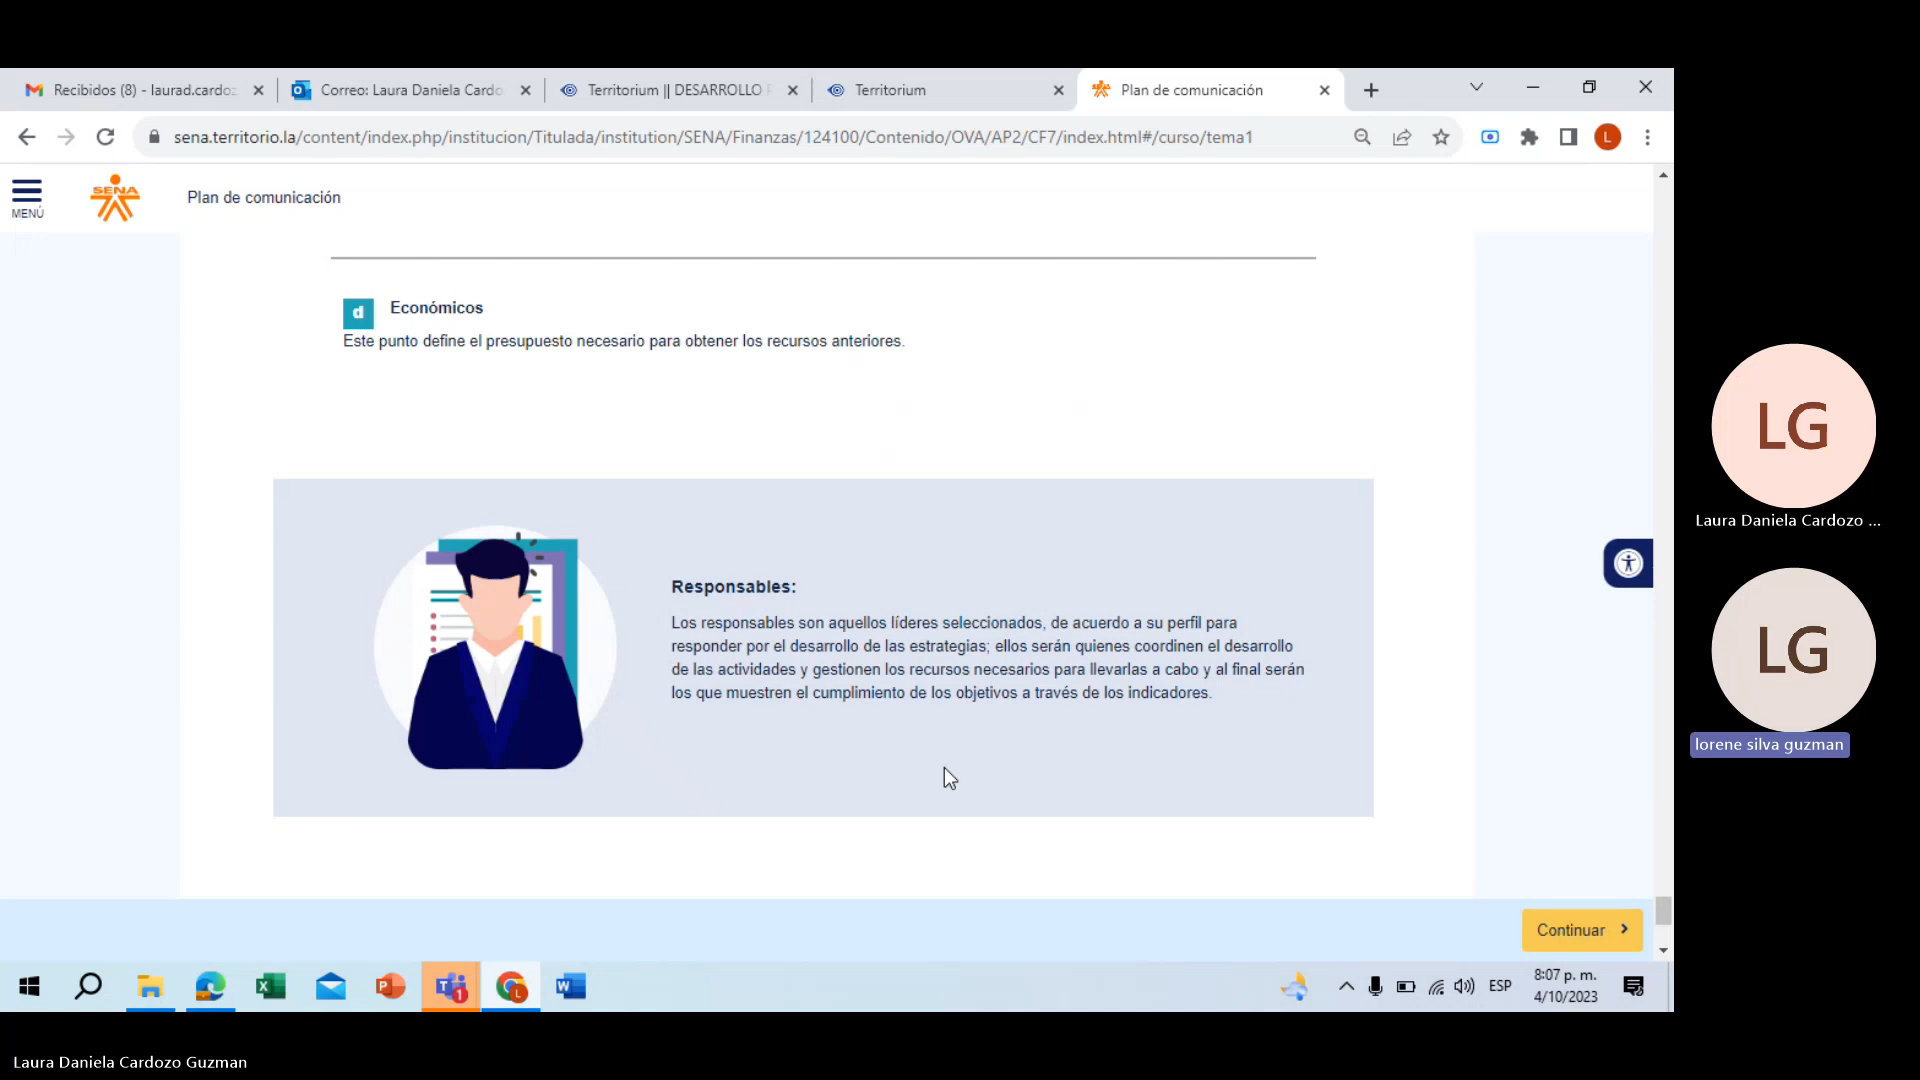 Recibidos (8) - laurad.cardoz
Correo: Laura Daniela Cardo
Territorium || DESARROLLO
Territorium
Plan de comunicación
sena.territorio.la/content/index.php/institucion/Titulada/institution/SENA/Finanzas/124100/Contenido/OVA/AP2/CF7/index.html#/curso/tema1
L
MENÚ
SENA
Plan de comunicación
d
Económicos
Este punto define el presupuesto necesario para obtener los recursos anteriores.
Responsables:
Los responsables son aquellos líderes seleccionados, de acuerdo a su perfil para
responder por el desarrollo de las estrategias; ellos serán quienes coordinen el desarrollo
de las actividades y gestionen los recursos necesarios para llevarlas a cabo y al final serán
los que muestren el cumplimiento de los objetivos a través de los indicadores.
Continuar
LG
Laura Daniela Cardozo ...
LG
lorene silva guzman
ESP
8:07 p. m.
4/10/2023
Laura Daniela Cardozo Guzman